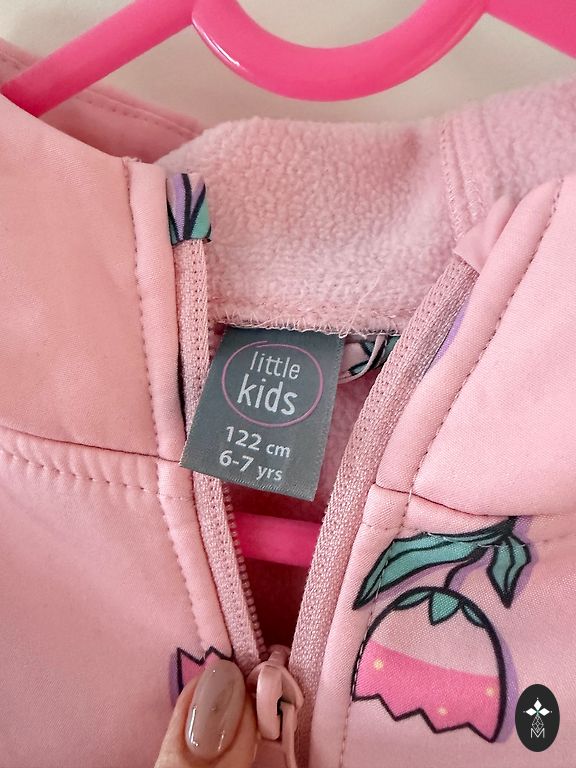 little
kids
122 cm
6-7 yrs
M